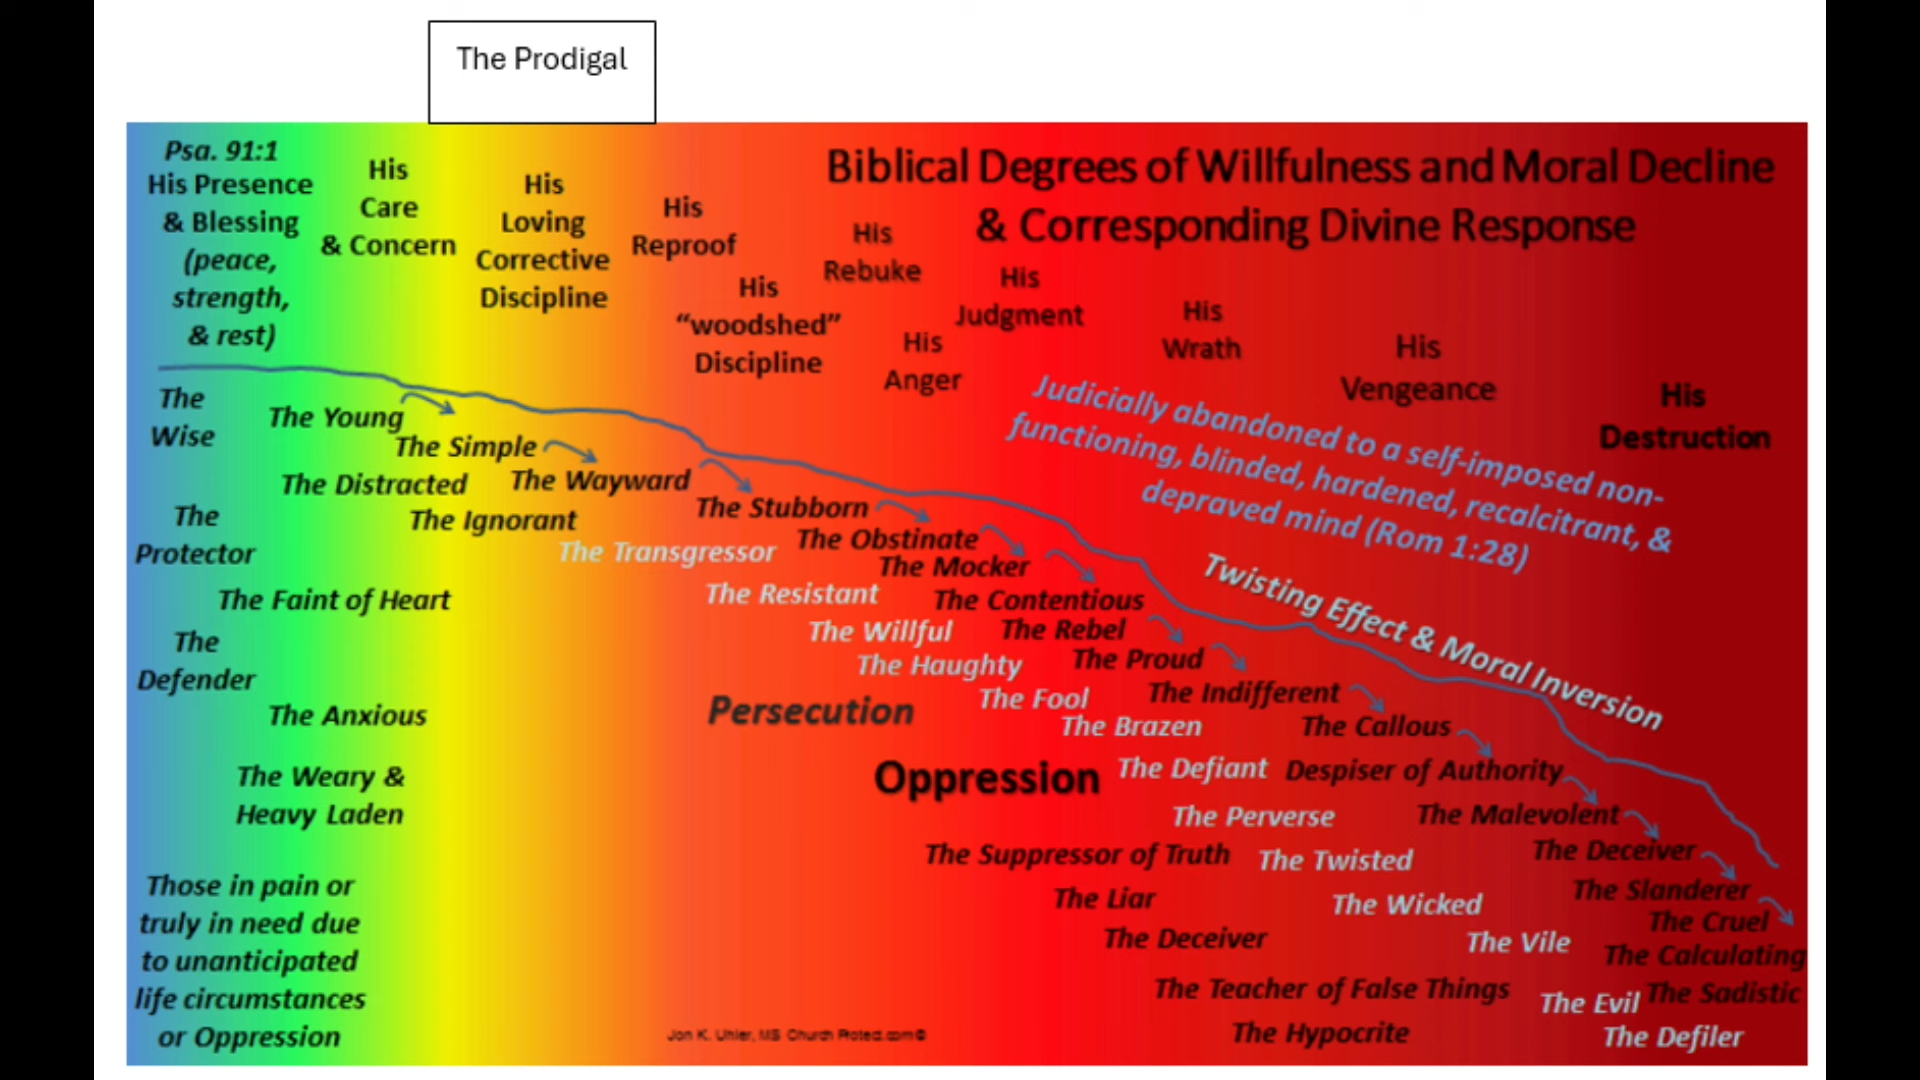 The Prodigal
Biblical Degrees of Willfulness and Moral Decline
& Corresponding Divine Response
Psa. 91:1
His Presence
& Blessing
(peace,
strength,
& rest)
His
Care
& Concern
His
Loving
Corrective
Discipline
His
Reproof
His
“woodshed”
Discipline
His
Rebuke
His
Anger
His
Judgment
His
Wrath
His
Vengeance
His
Destruction
Judicially abandoned to a self-imposed non-
functioning, blinded, hardened, recalcitrant, &
depraved mind (Rom 1:28)
Twisting Effect & Moral Inversion
The
Wise
The Young
The Simple
The Distracted
The Wayward
The Ignorant
The Stubborn
The
Protector
The Transgressor
The Obstinate
The Mocker
The Faint of Heart
The Resistant
The Contentious
The Willful
The Rebel
The
Defender
The Haughty
The Proud
The Anxious
Persecution
The Fool
The Indifferent
The Brazen
The Callous
The Weary &
Heavy Laden
Oppression
The Defiant
Despiser of Authority
The Perverse
The Malevolent
The Suppressor of Truth
The Twisted
The Deceiver
Those in pain or
truly in need due
to unanticipated
life circumstances
or Oppression
The Liar
The Wicked
The Slanderer
The Cruel
The Deceiver
The Vile
The Calculating
The Teacher of False Things
The Evil
The Sadistic
The Hypocrite
The Defiler
Jon K. Uhler, MS Church Protect.com©